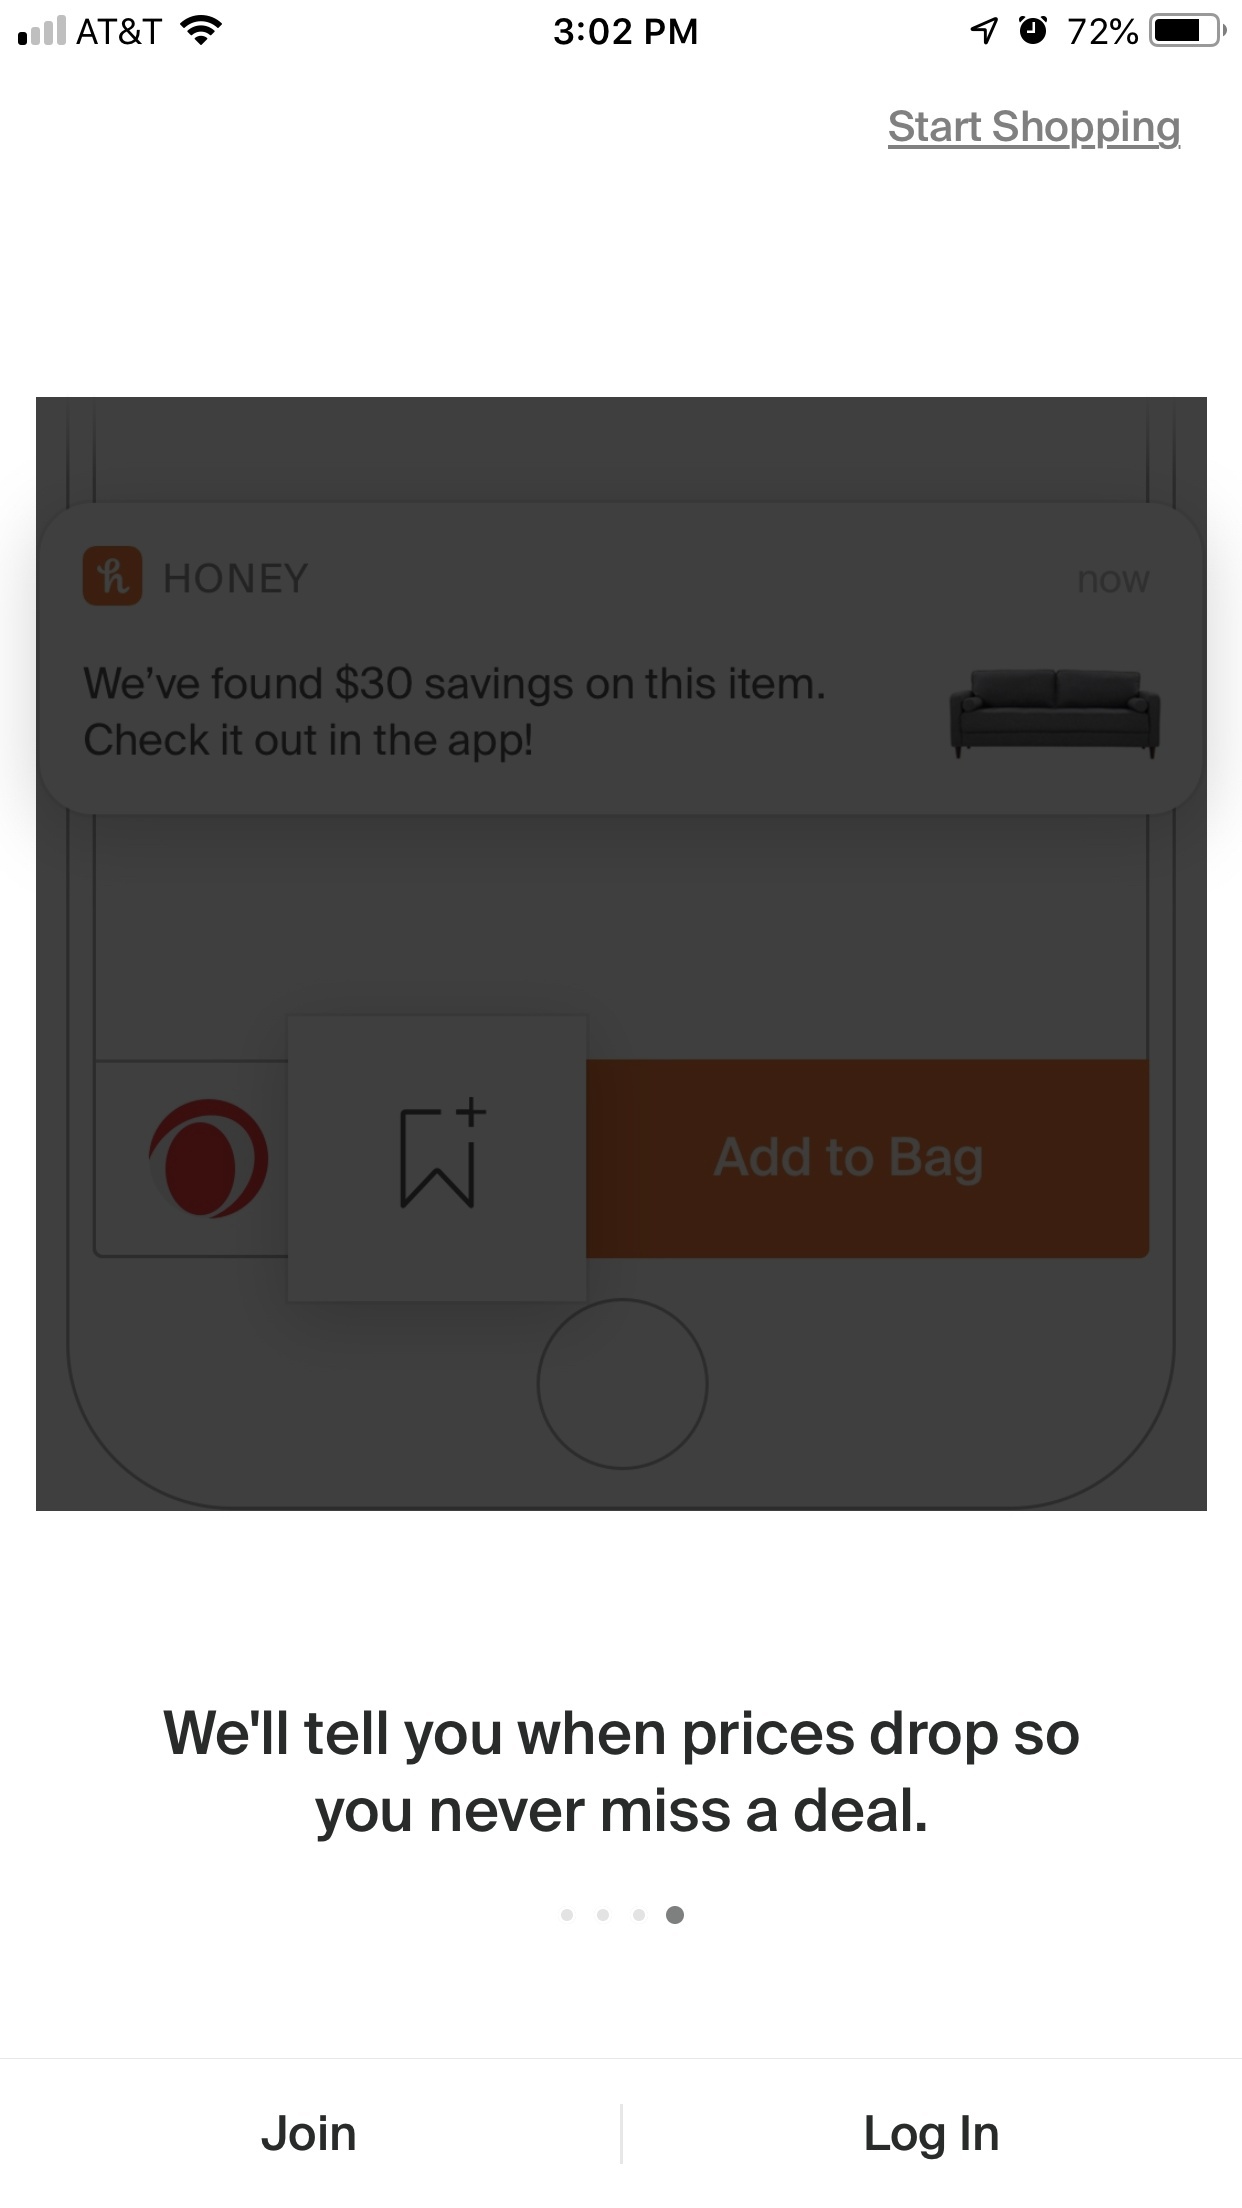 AT&T 3:02 PM 72%
Start Shopping
h HONEY now
We’ve found $30 savings on this item.
Check it out in the app!
Add to Bag
We'll tell you when prices drop so
you never miss a deal.
Join Log In